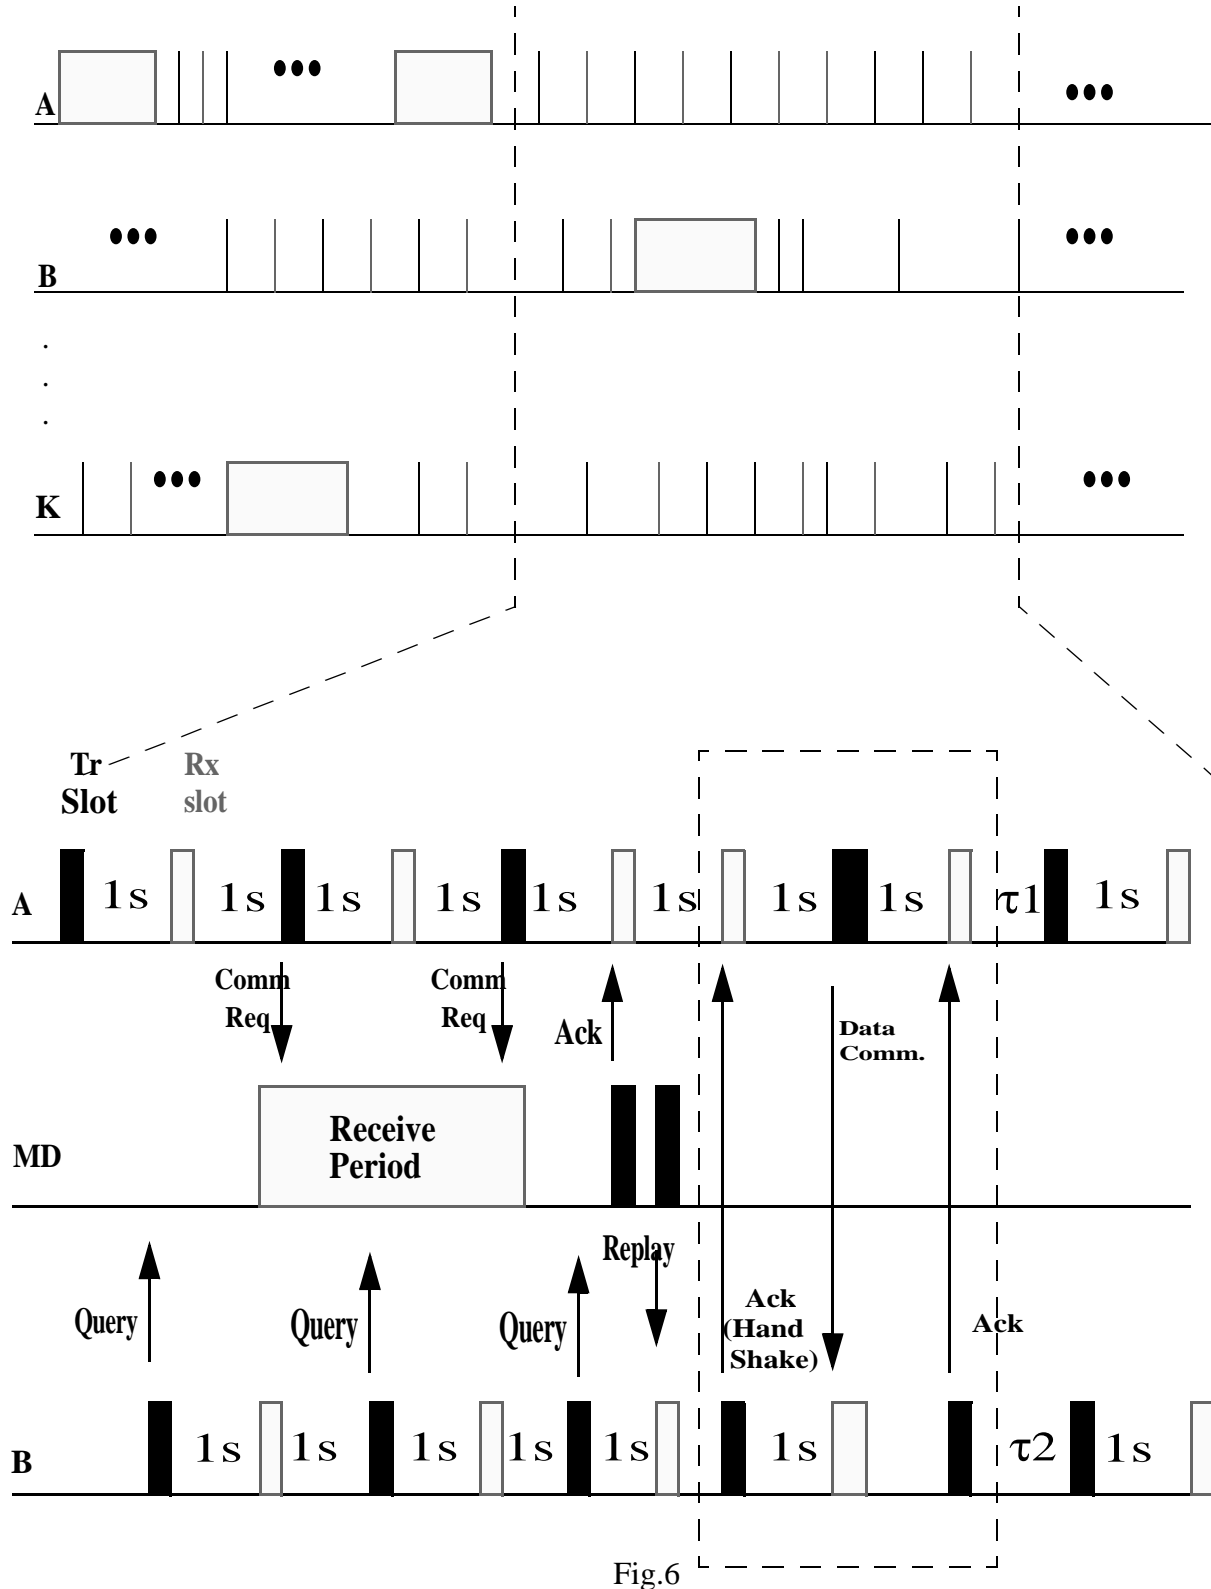 A
B
.
.
.
K
Tr
Slot
Rx
slot
A
1s
1s
1s
1s
1s
1s
1s
1s
τ1
1s
Comm
Req
Comm
Req
Ack
Data
Comm.
MD
Receive
Period
Replay
Query
Query
Query
Ack
(Hand
Shake)
Ack
B
1s
1s
1s
1s
1s
1s
τ2
1s
Fig.6